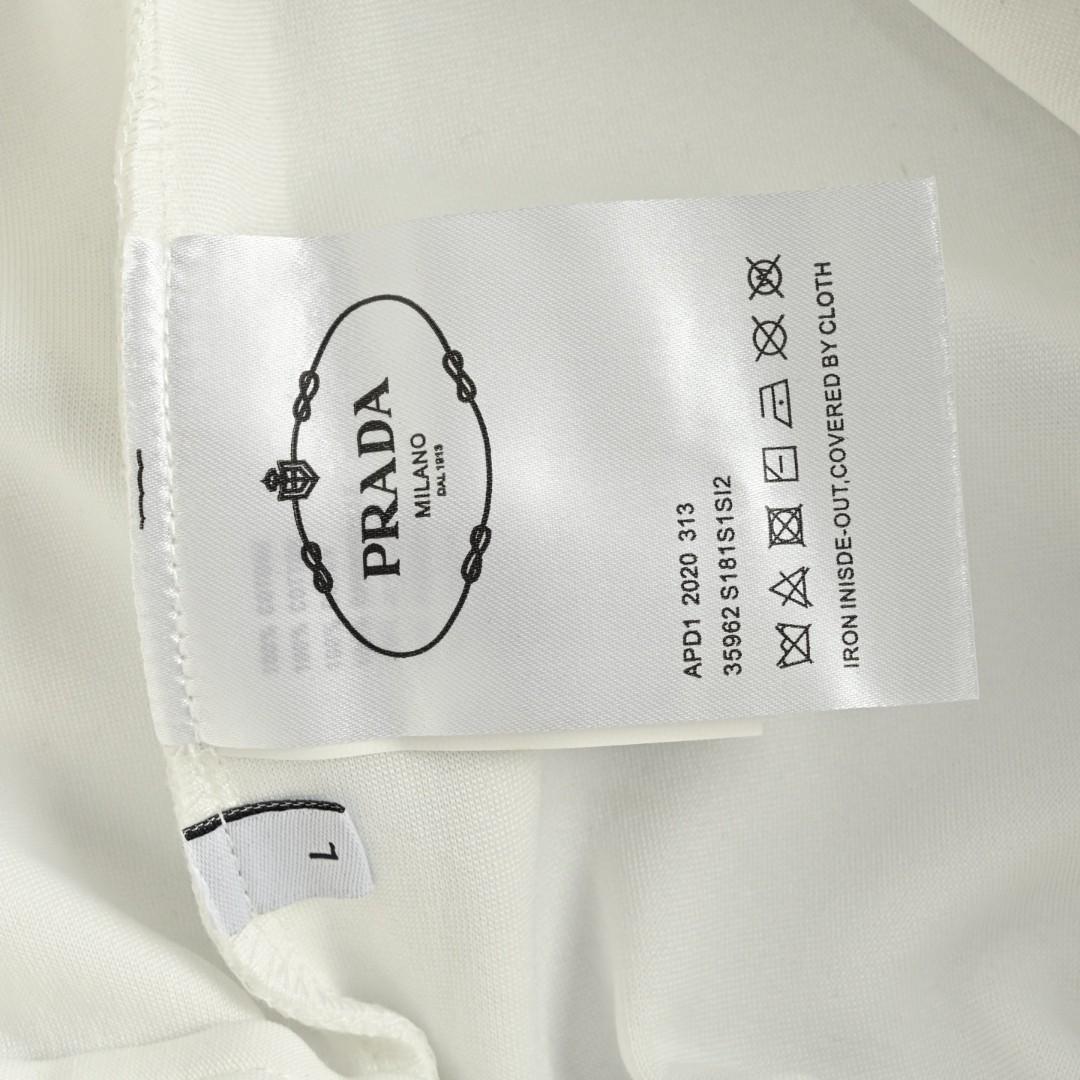 PRADA
MILANO
DAL 1913
APD1 2020 313
35962 S181S1SI2
IRON INISDE-OUT,COVERED BY CLOTH
L